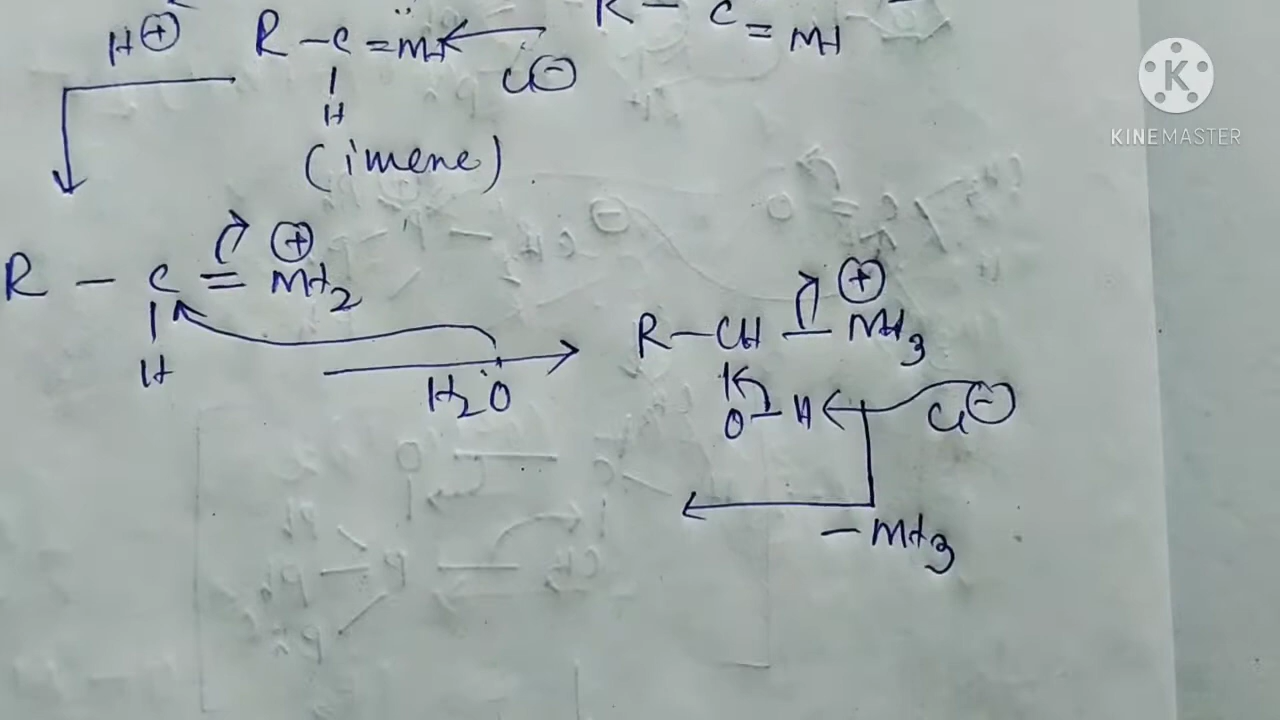 H⊕ R-C=NH Cl⊖ R-C=NH
H
(imene)
KINEMASTER
R-C=NH2 ⊕
H
H2O
R-CH-NH3 ⊕
O-H Cl⊖
-NH3